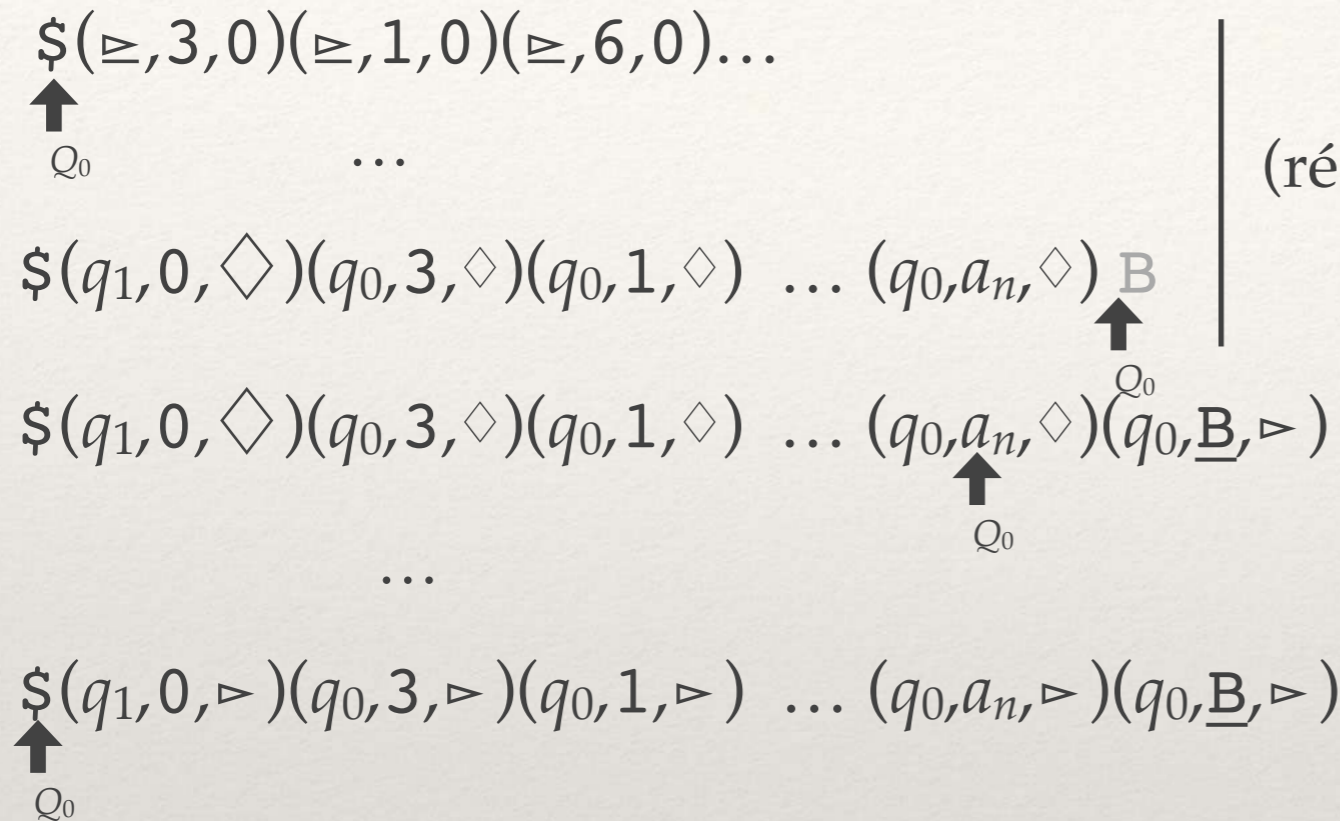 $(⊵,3,0)(⊵,1,0)(⊵,6,0)…
Q₀
…
(ré
$(q₁,0,♢)(q₀,3,♢)(q₀,1,♢) … (q₀,aₙ,♢) B
Q₀
$(q₁,0,♢)(q₀,3,♢)(q₀,1,♢) … (q₀,aₙ,♢)(q₀,B̲,▻)
Q₀
…
$(q₁,0,▻)(q₀,3,▻)(q₀,1,▻) … (q₀,aₙ,▻)(q₀,B̲,▻)
Q₀